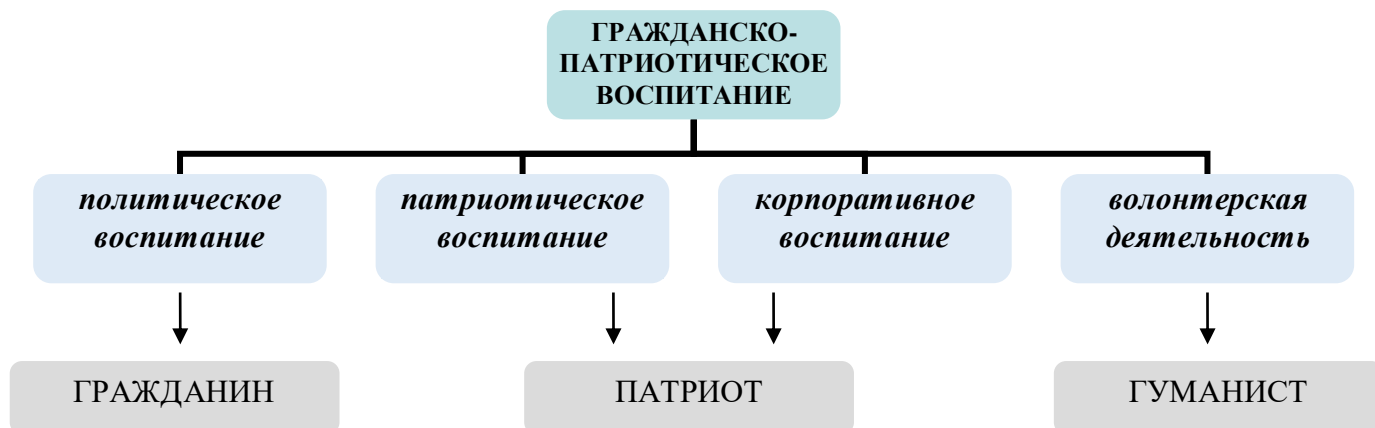 ГРАЖДАНСКО-
ПАТРИОТИЧЕСКОЕ
ВОСПИТАНИЕ
политическое
воспитание
патриотическое
воспитание
корпоративное
воспитание
волонтерская
деятельность
ГРАЖДАНИН
ПАТРИОТ
ГУМАНИСТ